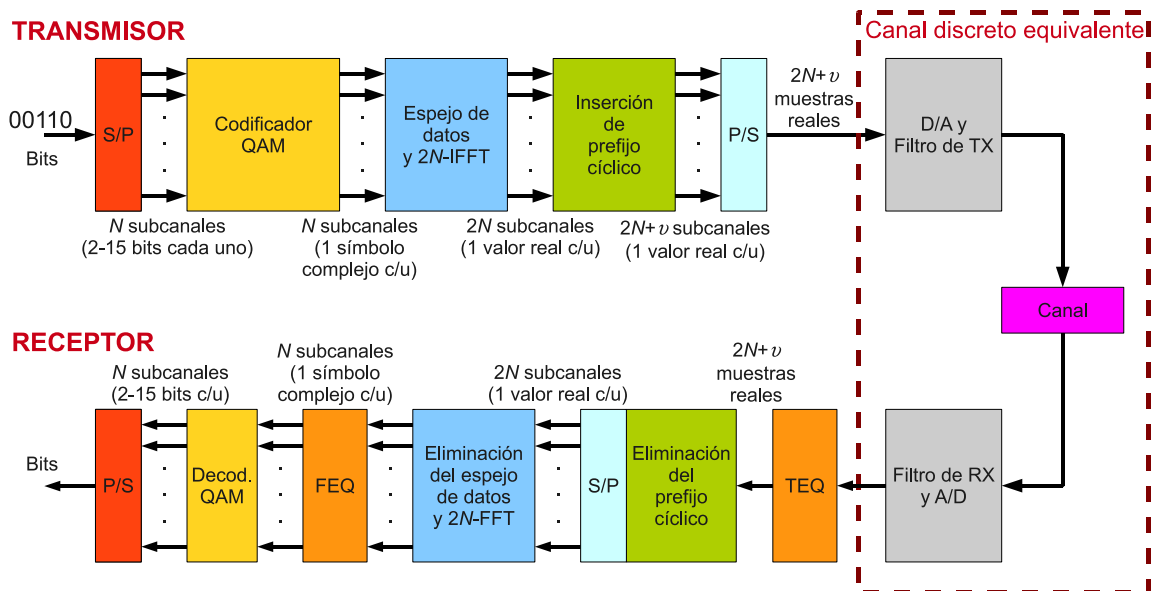 TRANSMISOR
Canal discreto equivalente
00110
Bits
S/P
Codificador
QAM
Espejo de
datos
y 2N-IFFT
Inserción
de
prefijo
cíclico
P/S
2N+υ
muestras
reales
D/A y
Filtro de TX
N subcanales
(2-15 bits cada uno)
N subcanales
(1 símbolo
complejo c/u)
2N subcanales
(1 valor real c/u)
2N+υ subcanales
(1 valor real c/u)
Canal
RECEPTOR
N subcanales
(2-15 bits c/u)
N subcanales
(1 símbolo
complejo c/u)
2N subcanales
(1 valor real c/u)
2N+υ
muestras
reales
Bits
P/S
Decod.
QAM
FEQ
Eliminación
del espejo
de datos
y 2N-FFT
S/P
Eliminación
del
prefijo
cíclico
TEQ
Filtro de RX
y A/D